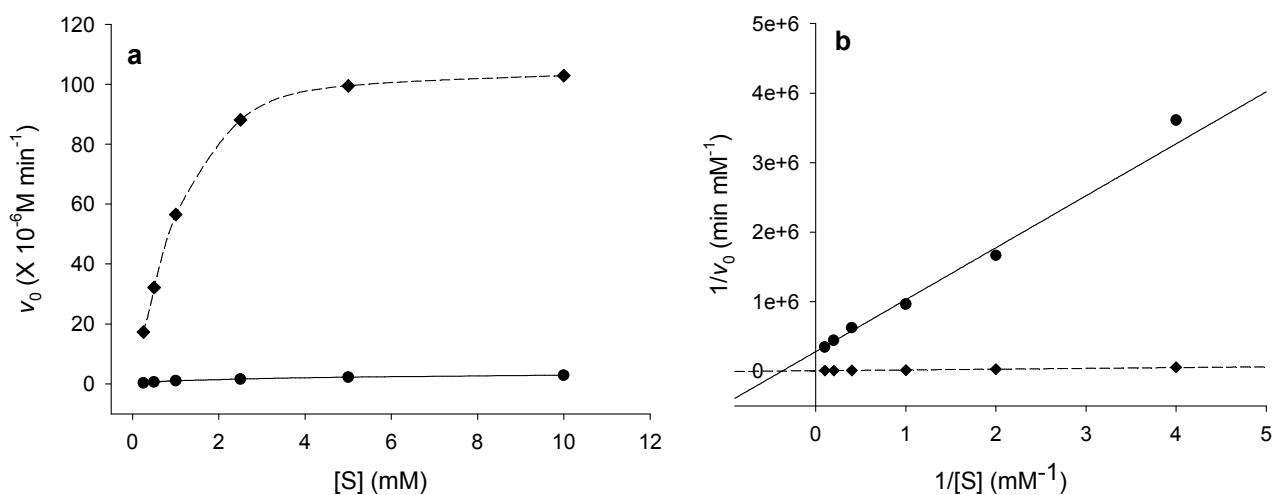 a
120
100
80
60
40
20
0
v₀ (X 10⁻⁶M min⁻¹)
0 2 4 6 8 10 12
[S] (mM)
b
5e+6
4e+6
3e+6
2e+6
1e+6
0
1/v₀ (min mM⁻¹)
0 1 2 3 4 5
1/[S] (mM⁻¹)